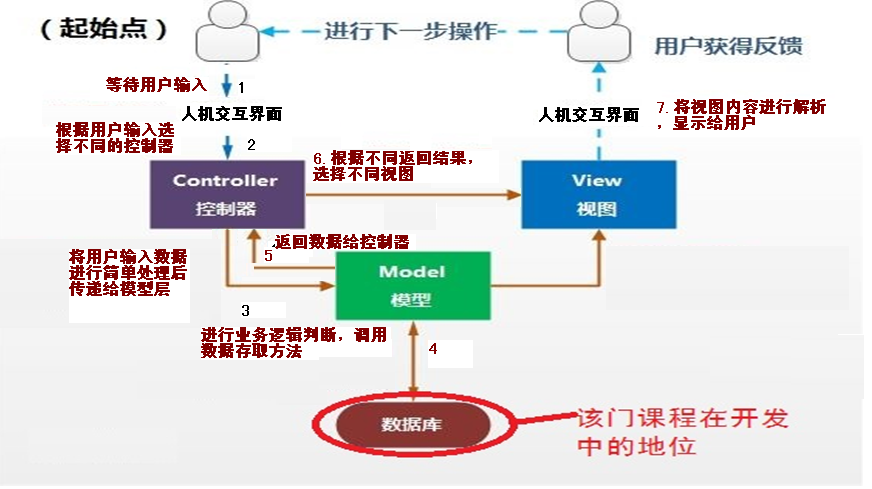 （起始点）
进行下一步操作
用户获得反馈
等待用户输入
1
人机交互界面
人机交互界面
7. 将视图内容进行解析
，显示给用户
根据用户输入选
择不同的控制器
2
6. 根据不同返回结果，
选择不同视图
Controller
控制器
View
视图
返回数据给控制器
5
将用户输入数据
进行简单处理后
传递给模型层
Model
模型
3
进行业务逻辑判断，调用
数据存取方法
4
数据库
该门课程在开发
中的地位